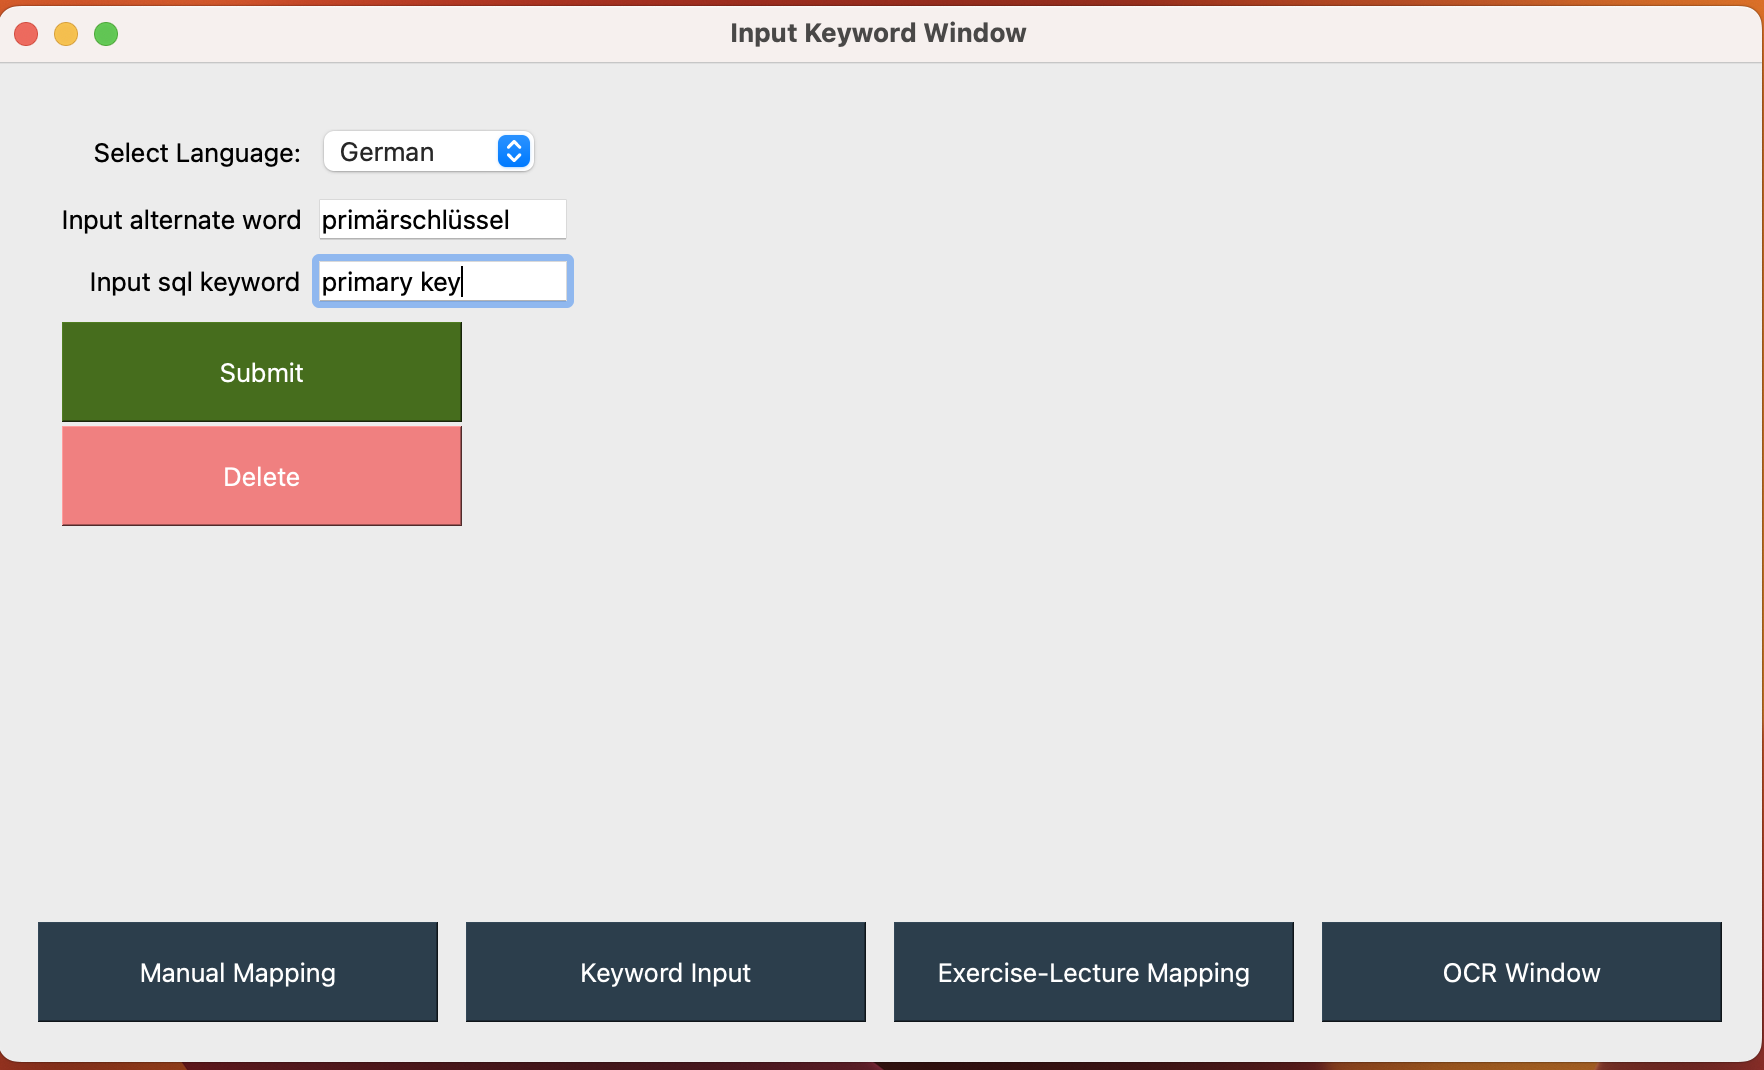 Input Keyword Window
Select Language: German
Input alternate word primärschlüssel
Input sql keyword primary key
Submit
Delete
Manual Mapping Keyword Input Exercise-Lecture Mapping OCR Window